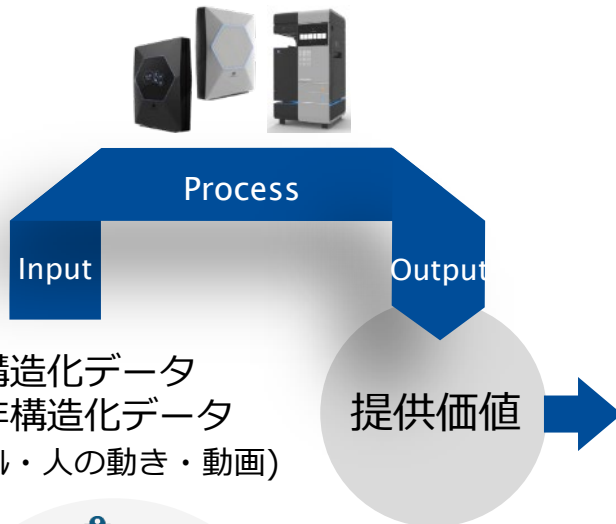 Process
Input
Output
構造化データ
非構造化データ
ル・人の動き・動画)
提供価値